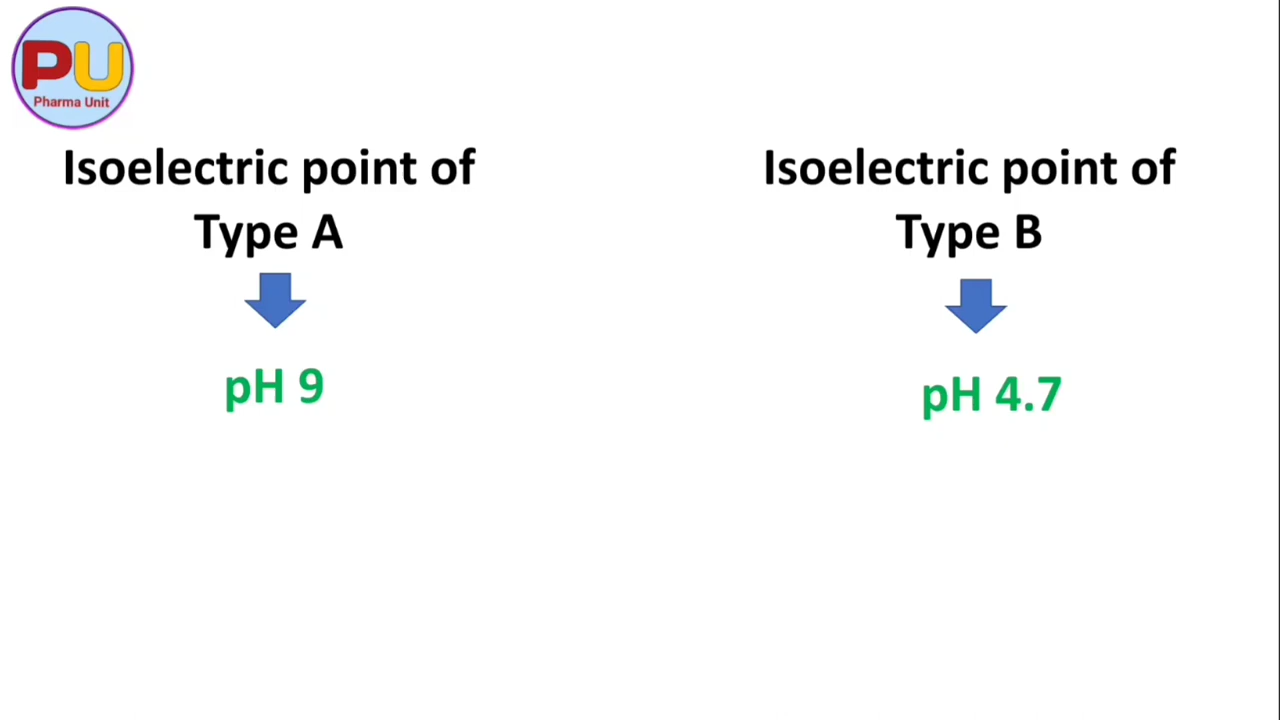 PU
Pharma Unit
Isoelectric point of
Type A
pH 9
Isoelectric point of
Type B
pH 4.7